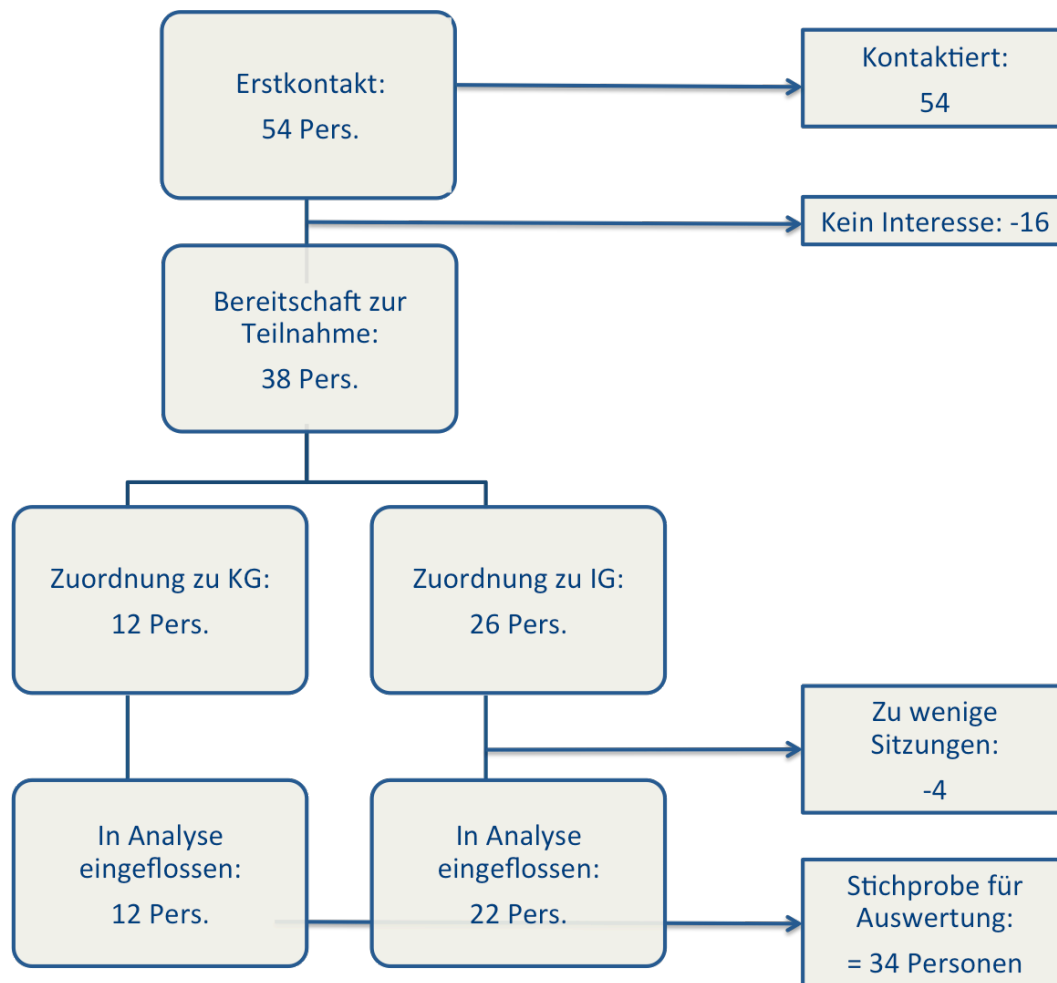 Erstkontakt:
54 Pers.
Kontaktiert:
54
Kein Interesse: -16
Bereitschaft zur
Teilnahme:
38 Pers.
Zuordnung zu KG:
12 Pers.
Zuordnung zu IG:
26 Pers.
Zu wenige
Sitzungen:
-4
In Analyse
eingeflossen:
12 Pers.
In Analyse
eingeflossen:
22 Pers.
Stichprobe für
Auswertung:
= 34 Personen